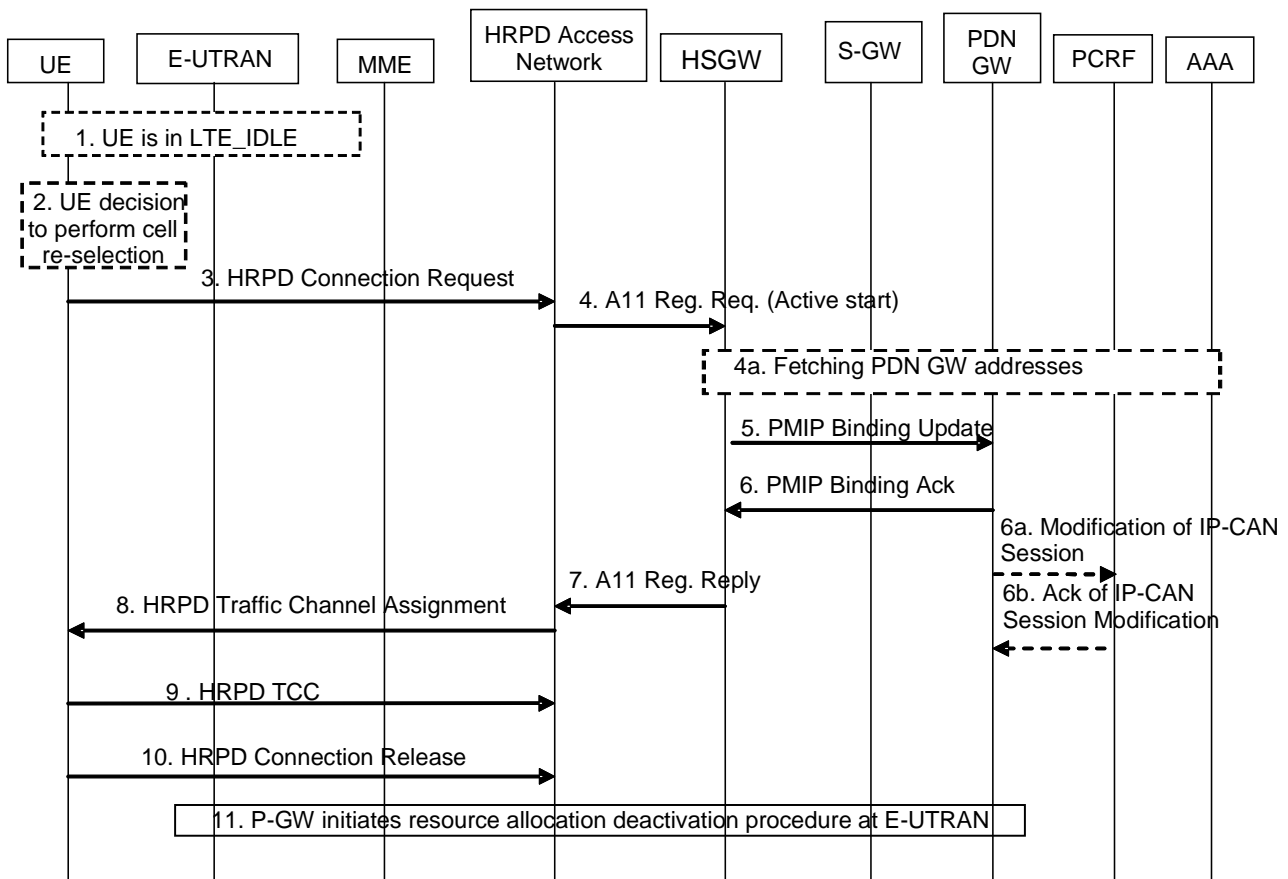 UE
E-UTRAN
MME
HRPD Access
Network
HSGW
S-GW
PDN
GW
PCRF
AAA
1. UE is in LTE_IDLE
2. UE decision
to perform cell
re-selection
3. HRPD Connection Request
4. A11 Reg. Req. (Active start)
4a. Fetching PDN GW addresses
5. PMIP Binding Update
6. PMIP Binding Ack
6a. Modification of IP-CAN
Session
7. A11 Reg. Reply
6b. Ack of IP-CAN
Session Modification
8. HRPD Traffic Channel Assignment
9 . HRPD TCC
10. HRPD Connection Release
11. P-GW initiates resource allocation deactivation procedure at E-UTRAN